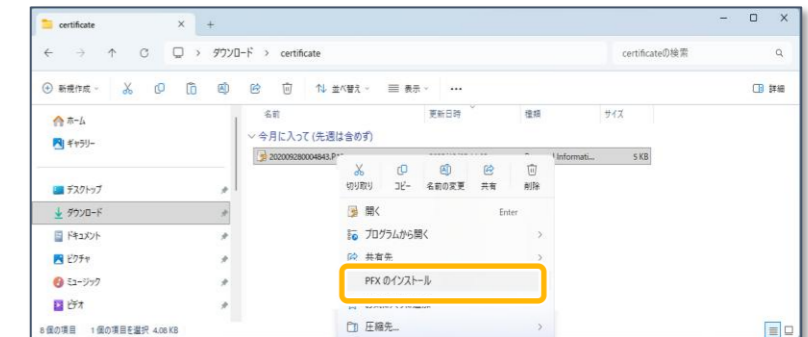 certificate
ダウンロード > certificate
certificateの検索
新規作成
並べ替え
表示
詳細
名前 更新日時 種類 サイズ
ホーム
ギャラリー
今月に入って (先週は含めず)
202009280004843.P
Informati... 5 KB
切り取り コピー 名前の変更 共有 削除
デスクトップ
ダウンロード
ドキュメント
ピクチャ
ミュージック
ビデオ
開く Enter
プログラムから開く
共有先
PFX のインストール
圧縮先...
8 個の項目 1 個の項目を選択 4.08 KB